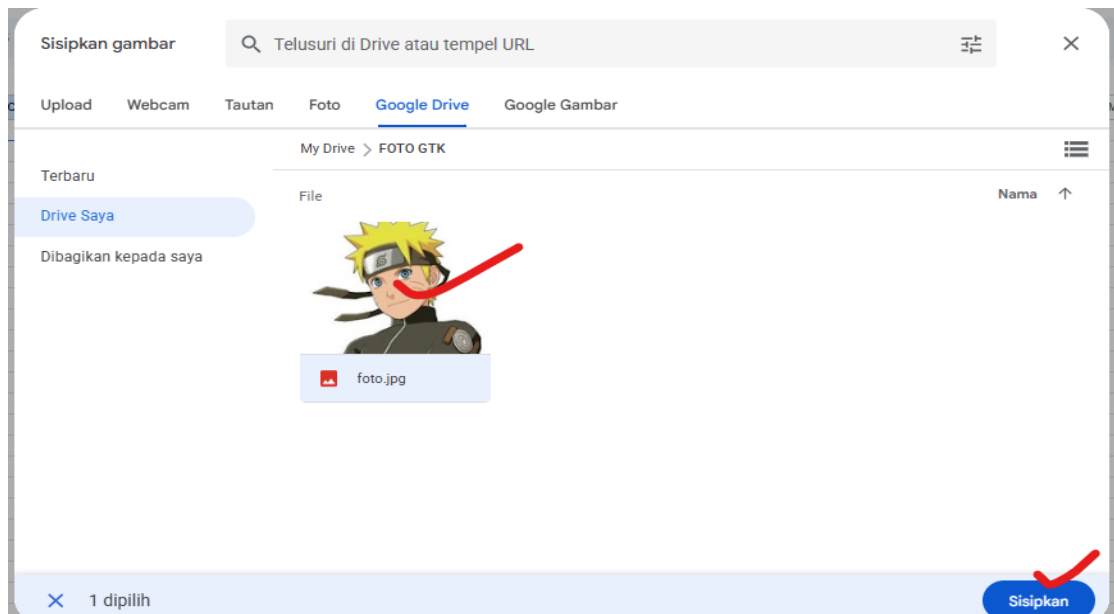 Sisipkan gambar
Telusuri di Drive atau tempel URL
Upload Webcam Tautan Foto Google Drive Google Gambar
My Drive > FOTO GTK
Terbaru
Drive Saya
Dibagikan kepada saya
File Nama
foto.jpg
1 dipilih Sisipkan